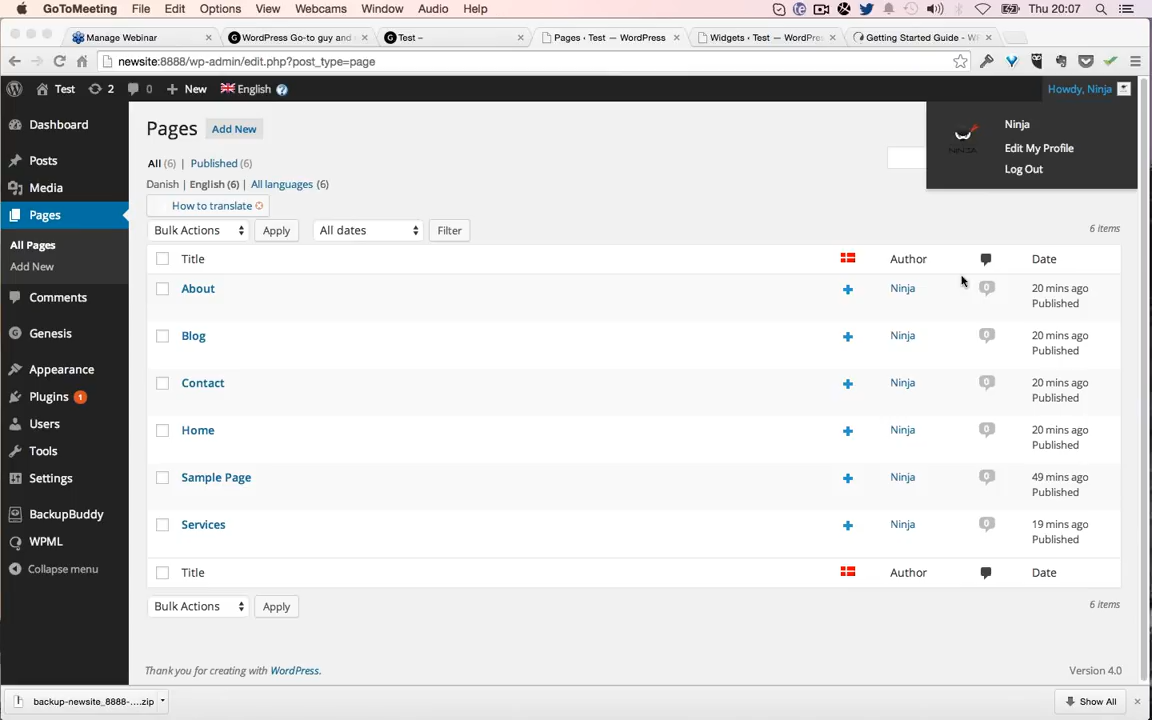 GoToMeeting File Edit Options View Webcams Window Audio Help Thu 20:07
Manage Webinar × WordPress Go-to guy and × Test – × Pages ‹ Test — WordPress × Widgets ‹ Test — WordPre × Getting Started Guide - W ×
newsite:8888/wp-admin/edit.php?post_type=page
Test 2 0 + New English Howdy, Ninja
Ninja
Edit My Profile
Log Out
Dashboard
Posts
Media
Pages
All Pages
Add New
Comments
Genesis
Appearance
Plugins 1
Users
Tools
Settings
BackupBuddy
WPML
Collapse menu
Pages Add New
All (6) | Published (6)
Danish | English (6) | All languages (6)
How to translate
Bulk Actions Apply All dates Filter 6 items
Title Author Date
About Ninja 0 20 mins ago
Published
Blog Ninja 0 20 mins ago
Published
Contact Ninja 0 20 mins ago
Published
Home Ninja 0 20 mins ago
Published
Sample Page Ninja 0 49 mins ago
Published
Services Ninja 0 19 mins ago
Published
Title Author Date
Bulk Actions Apply 6 items
Thank you for creating with WordPress. Version 4.0
backup-newsite_8888-....zip Show All ×